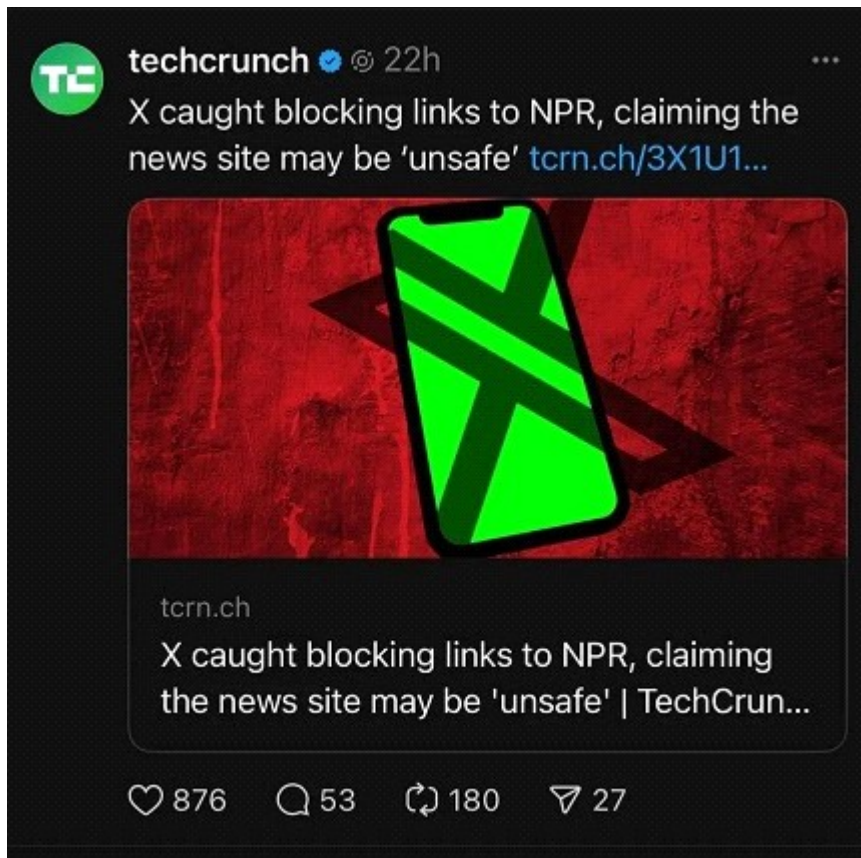 TC
techcrunch 22h
X caught blocking links to NPR, claiming the
news site may be ‘unsafe’ tcrn.ch/3X1U1...
tcrn.ch
X caught blocking links to NPR, claiming
the news site may be 'unsafe' | TechCrun...
876 53 180 27